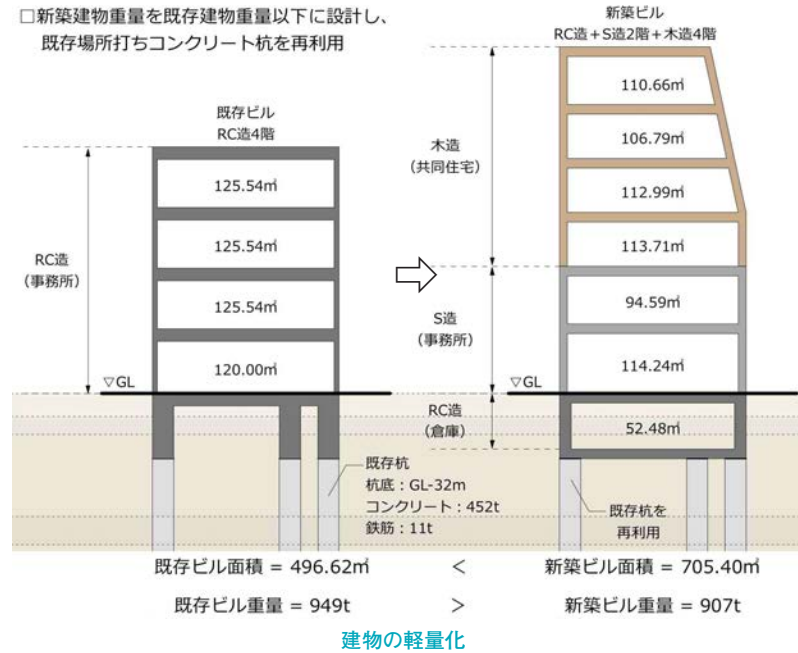 □新築建物重量を既存建物重量以下に設計し、
既存場所打ちコンクリート杭を再利用
既存ビル
RC造4階
125.54㎡
125.54㎡
125.54㎡
120.00㎡
RC造
（事務所）
▽GL
既存杭
杭底：GL-32m
コンクリート：452t
鉄筋：11t
新築ビル
RC造＋S造2階＋木造4階
110.66㎡
106.79㎡
112.99㎡
113.71㎡
94.59㎡
114.24㎡
52.48㎡
木造
（共同住宅）
S造
（事務所）
▽GL
RC造
（倉庫）
既存杭を
再利用
既存ビル面積 = 496.62㎡ ＜ 新築ビル面積 = 705.40㎡
既存ビル重量 = 949t ＞ 新築ビル重量 = 907t
建物の軽量化